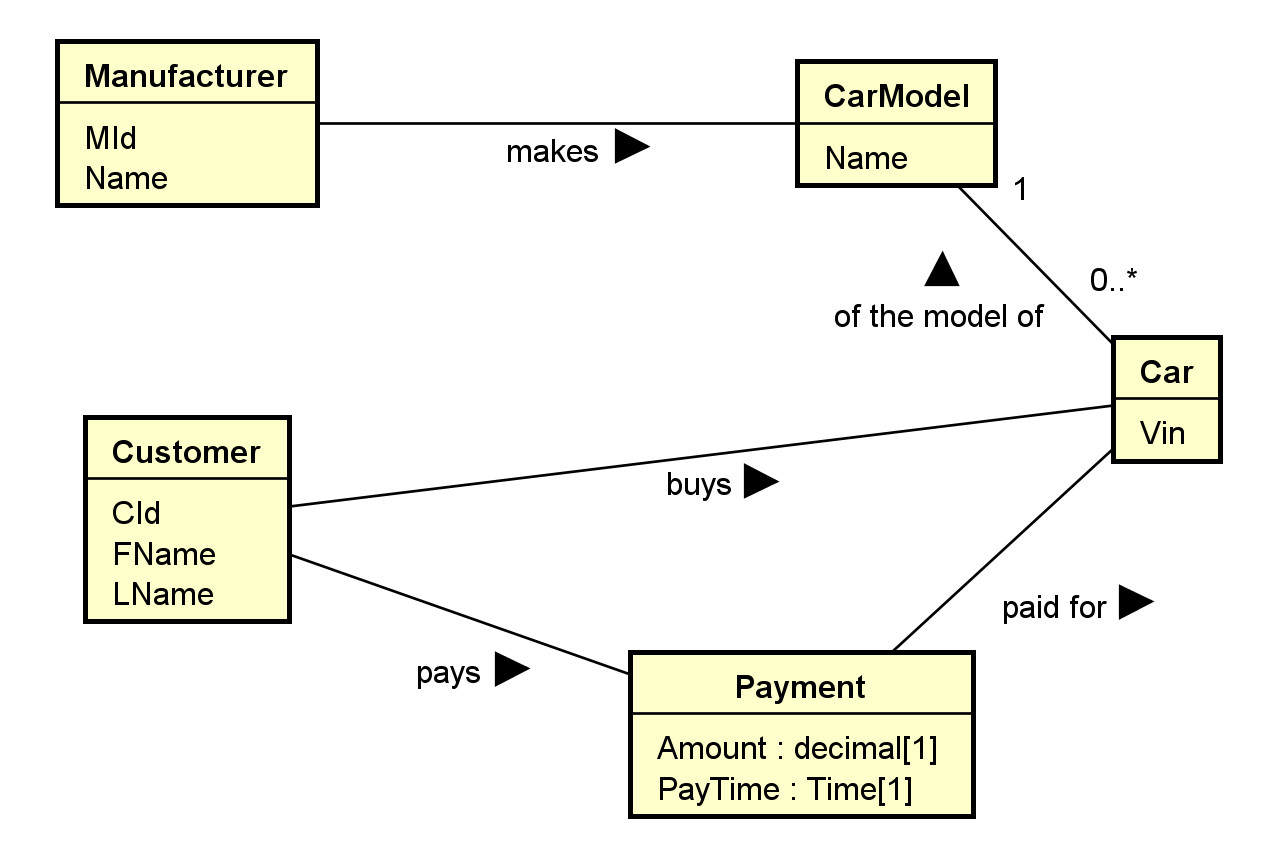 Manufacturer
MId
Name
makes
CarModel
Name
1
0..*
of the model of
Car
Vin
Customer
CId
FName
LName
buys
pays
paid for
Payment
Amount : decimal[1]
PayTime : Time[1]